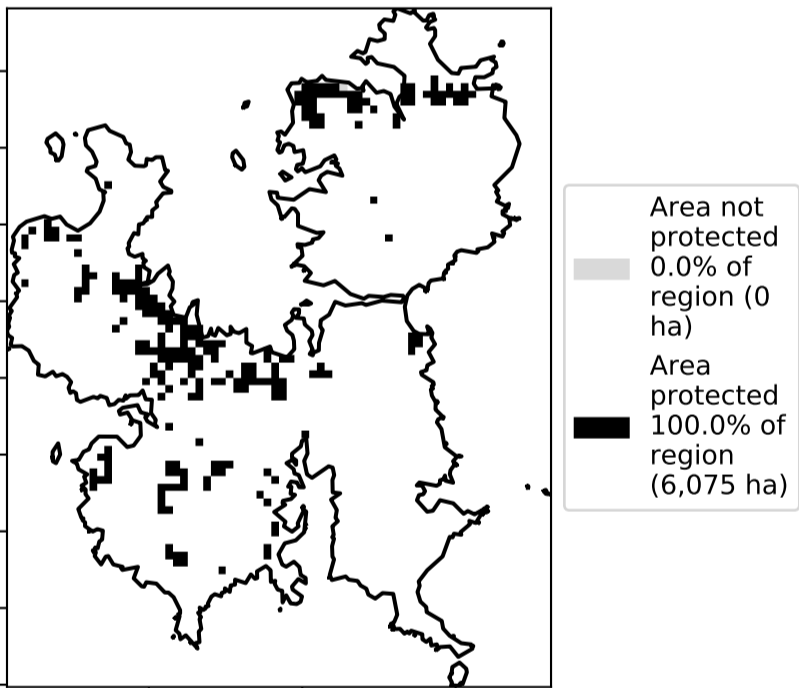 Area not
protected
0.0% of
region (0
ha)
Area
protected
100.0% of
region
(6,075 ha)